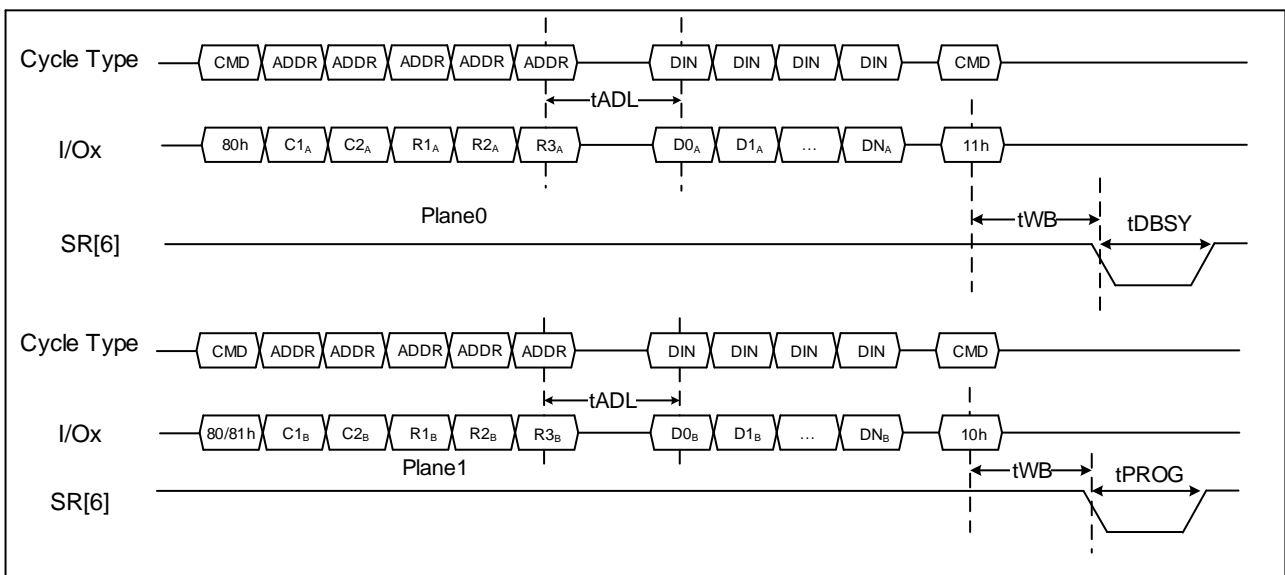 Cycle Type CMD ADDR ADDR ADDR ADDR ADDR DIN DIN DIN DIN CMD
tADL
I/Ox 80h C1A C2A R1A R2A R3A D0A D1A … DNA 11h
Plane0
tWB tDBSY
SR[6]
Cycle Type CMD ADDR ADDR ADDR ADDR ADDR DIN DIN DIN DIN CMD
tADL
I/Ox 80/81h C1B C2B R1B R2B R3B D0B D1B … DNB 10h
Plane1
tWB tPROG
SR[6]